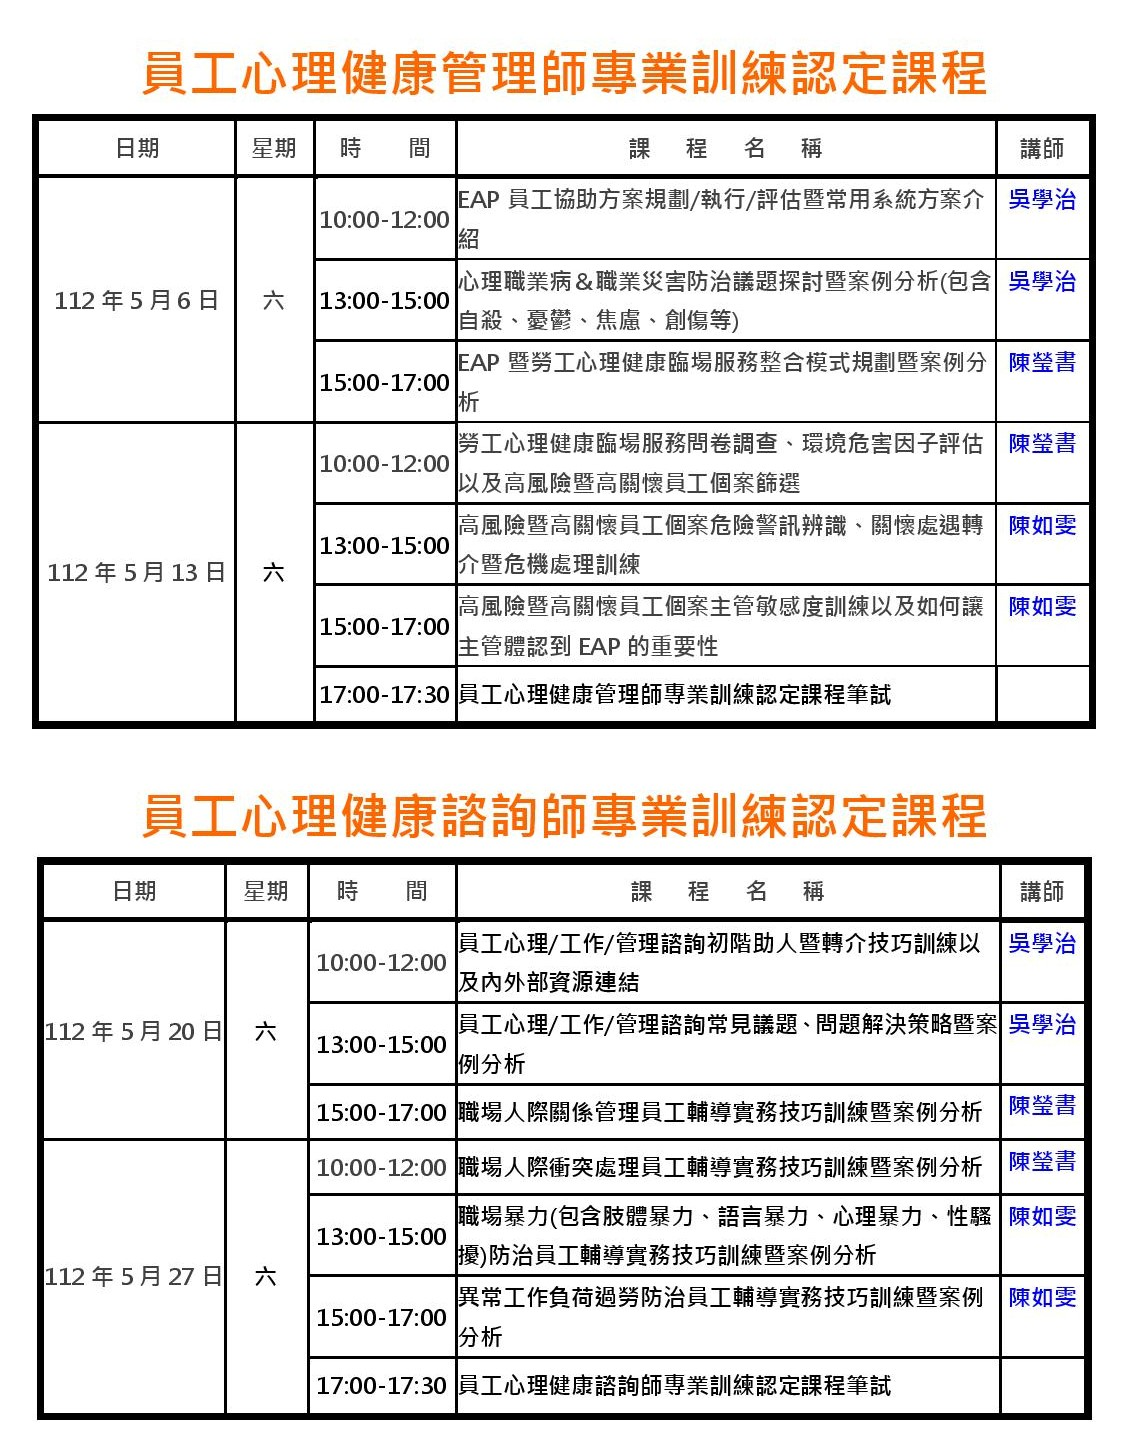 員工心理健康管理師專業訓練認定課程
日期 星期 時 間 課 程 名 稱 講師
112 年 5 月 6 日 六
10:00-12:00 EAP 員工協助方案規劃/執行/評估暨常用系統方案介 吳學治
紹
13:00-15:00 心理職業病＆職業災害防治議題探討暨案例分析(包含 吳學治
自殺、憂鬱、焦慮、創傷等)
15:00-17:00 EAP 暨勞工心理健康臨場服務整合模式規劃暨案例分 陳瑩書
析
112 年 5 月 13 日 六
10:00-12:00 勞工心理健康臨場服務問卷調查、環境危害因子評估 陳瑩書
以及高風險暨高關懷員工個案篩選
13:00-15:00 高風險暨高關懷員工個案危險警訊辨識、關懷處遇轉 陳如雯
介暨危機處理訓練
15:00-17:00 高風險暨高關懷員工個案主管敏感度訓練以及如何讓 陳如雯
主管體認到 EAP 的重要性
17:00-17:30 員工心理健康管理師專業訓練認定課程筆試
員工心理健康諮詢師專業訓練認定課程
日期 星期 時 間 課 程 名 稱 講師
112 年 5 月 20 日 六
10:00-12:00 員工心理/工作/管理諮詢初階助人暨轉介技巧訓練以 吳學治
及內外部資源連結
13:00-15:00 員工心理/工作/管理諮詢常見議題、問題解決策略暨案 吳學治
例分析
15:00-17:00 職場人際關係管理員工輔導實務技巧訓練暨案例分析 陳瑩書
112 年 5 月 27 日 六
10:00-12:00 職場人際衝突處理員工輔導實務技巧訓練暨案例分析 陳瑩書
13:00-15:00 職場暴力(包含肢體暴力、語言暴力、心理暴力、性騷 陳如雯
擾)防治員工輔導實務技巧訓練暨案例分析
15:00-17:00 異常工作負荷過勞防治員工輔導實務技巧訓練暨案例 陳如雯
分析
17:00-17:30 員工心理健康諮詢師專業訓練認定課程筆試